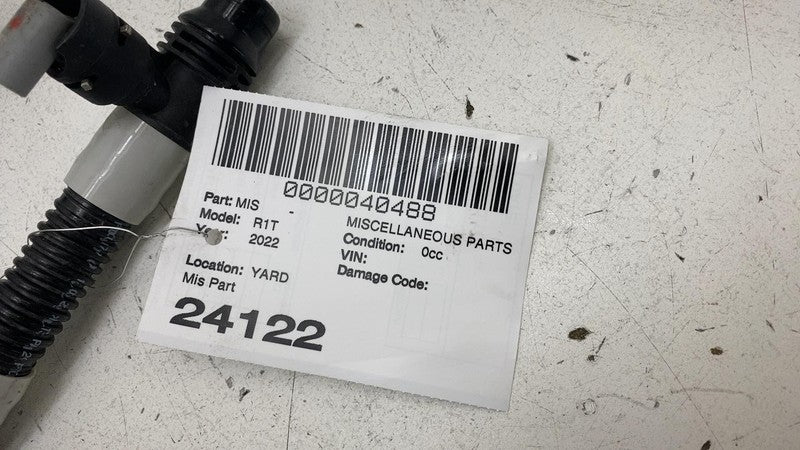 0000040488
Part: MIS -
Model: R1T
Year: 2022
MISCELLANEOUS PARTS
Condition: 0cc
VIN:
Damage Code:
Location: YARD
Mis Part
24122